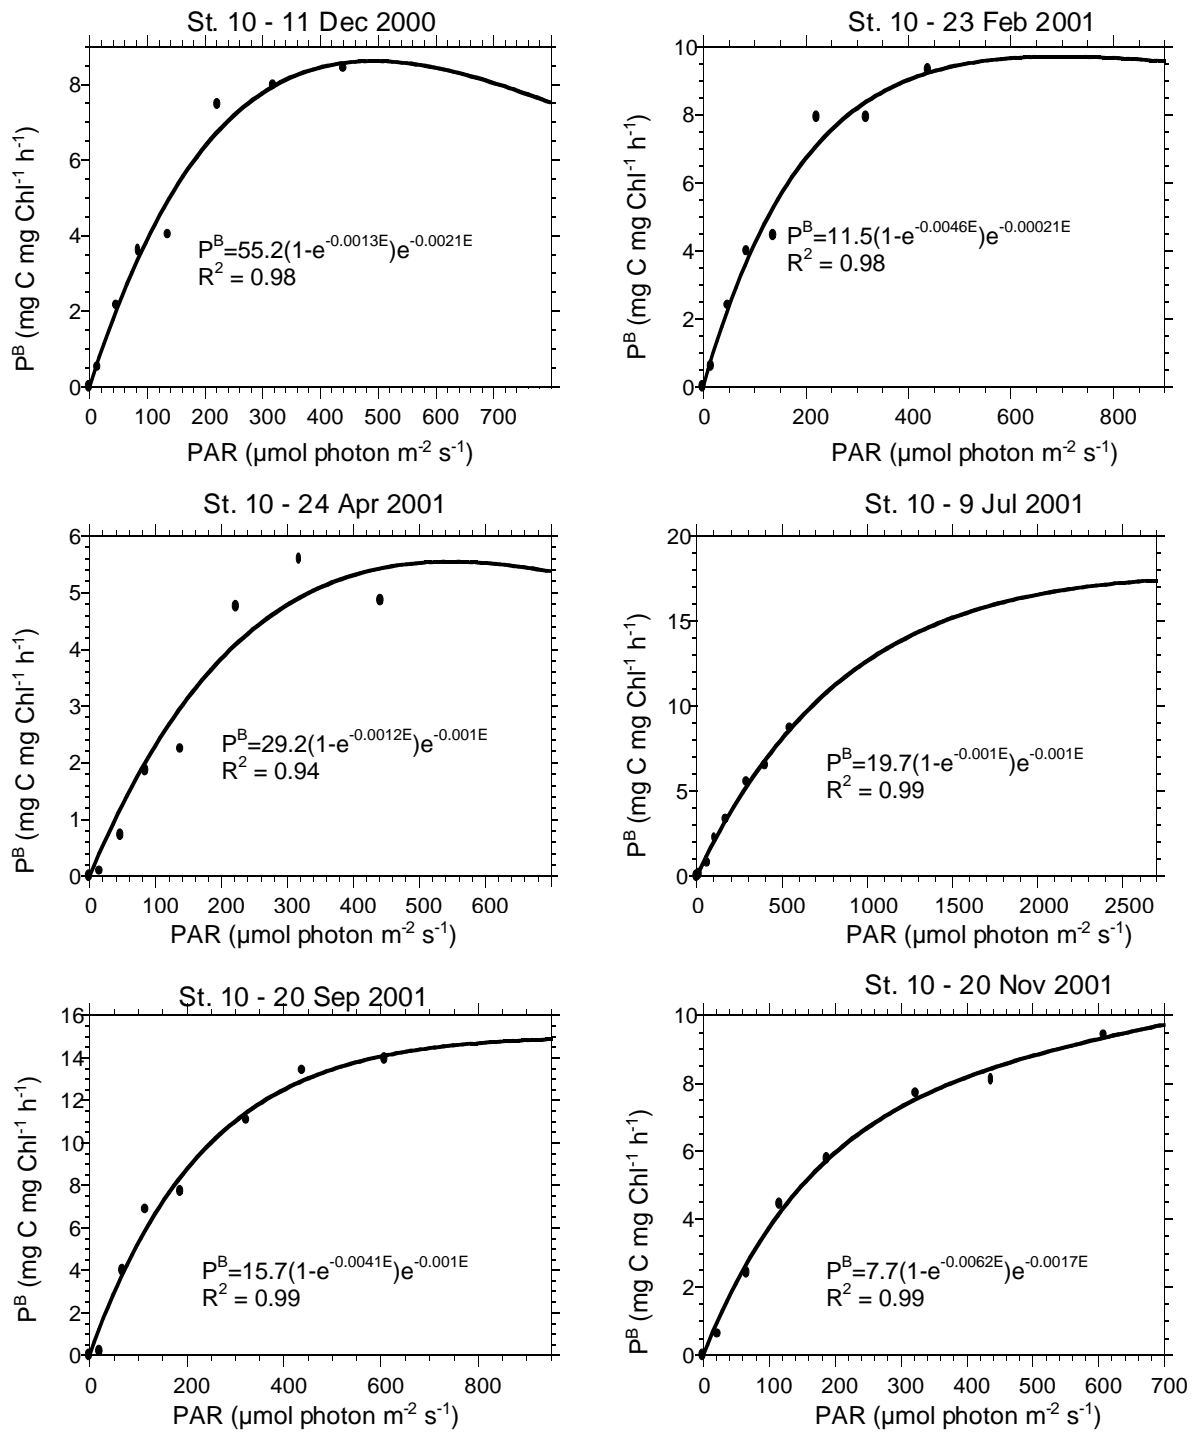 St. 10 - 11 Dec 2000
8
6
4
2
0
P^B (mg C mg Chl^-1 h^-1)
P^B=55.2(1-e^-0.0013E)e^-0.0021E
R^2 = 0.98
0 100 200 300 400 500 600 700
PAR (µmol photon m^-2 s^-1)
St. 10 - 23 Feb 2001
10
8
6
4
2
0
P^B (mg C mg Chl^-1 h^-1)
P^B=11.5(1-e^-0.0046E)e^-0.00021E
R^2 = 0.98
0 200 400 600 800
PAR (µmol photon m^-2 s^-1)
St. 10 - 24 Apr 2001
6
5
4
3
2
1
0
P^B (mg C mg Chl^-1 h^-1)
P^B=29.2(1-e^-0.0012E)e^-0.001E
R^2 = 0.94
0 100 200 300 400 500 600
PAR (µmol photon m^-2 s^-1)
St. 10 - 9 Jul 2001
20
15
10
5
0
P^B (mg C mg Chl^-1 h^-1)
P^B=19.7(1-e^-0.001E)e^-0.001E
R^2 = 0.99
0 500 1000 1500 2000 2500
PAR (µmol photon m^-2 s^-1)
St. 10 - 20 Sep 2001
16
14
12
10
8
6
4
2
0
P^B (mg C mg Chl^-1 h^-1)
P^B=15.7(1-e^-0.0041E)e^-0.001E
R^2 = 0.99
0 200 400 600 800
PAR (µmol photon m^-2 s^-1)
St. 10 - 20 Nov 2001
10
8
6
4
2
0
P^B (mg C mg Chl^-1 h^-1)
P^B=7.7(1-e^-0.0062E)e^-0.0017E
R^2 = 0.99
0 100 200 300 400 500 600 700
PAR (µmol photon m^-2 s^-1)